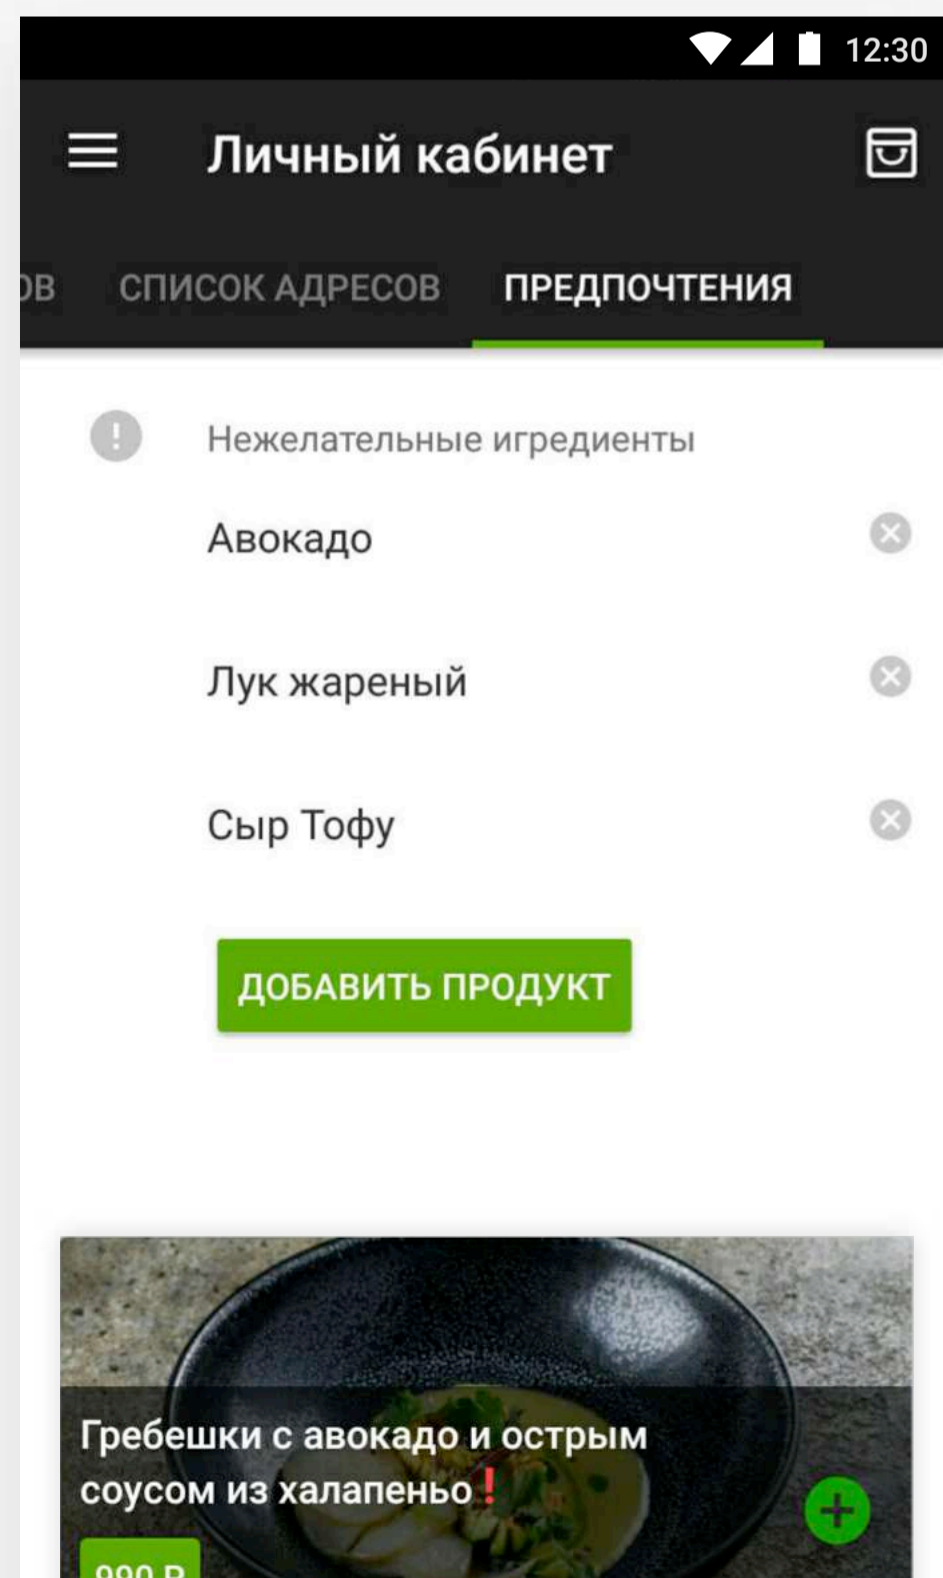 12:30
Личный кабинет
СПИСОК АДРЕСОВ ПРЕДПОЧТЕНИЯ
Нежелательные игредиенты
Авокадо
Лук жареный
Сыр Тофу
ДОБАВИТЬ ПРОДУКТ
Гребешки с авокадо и острым
соусом из халапеньо❗